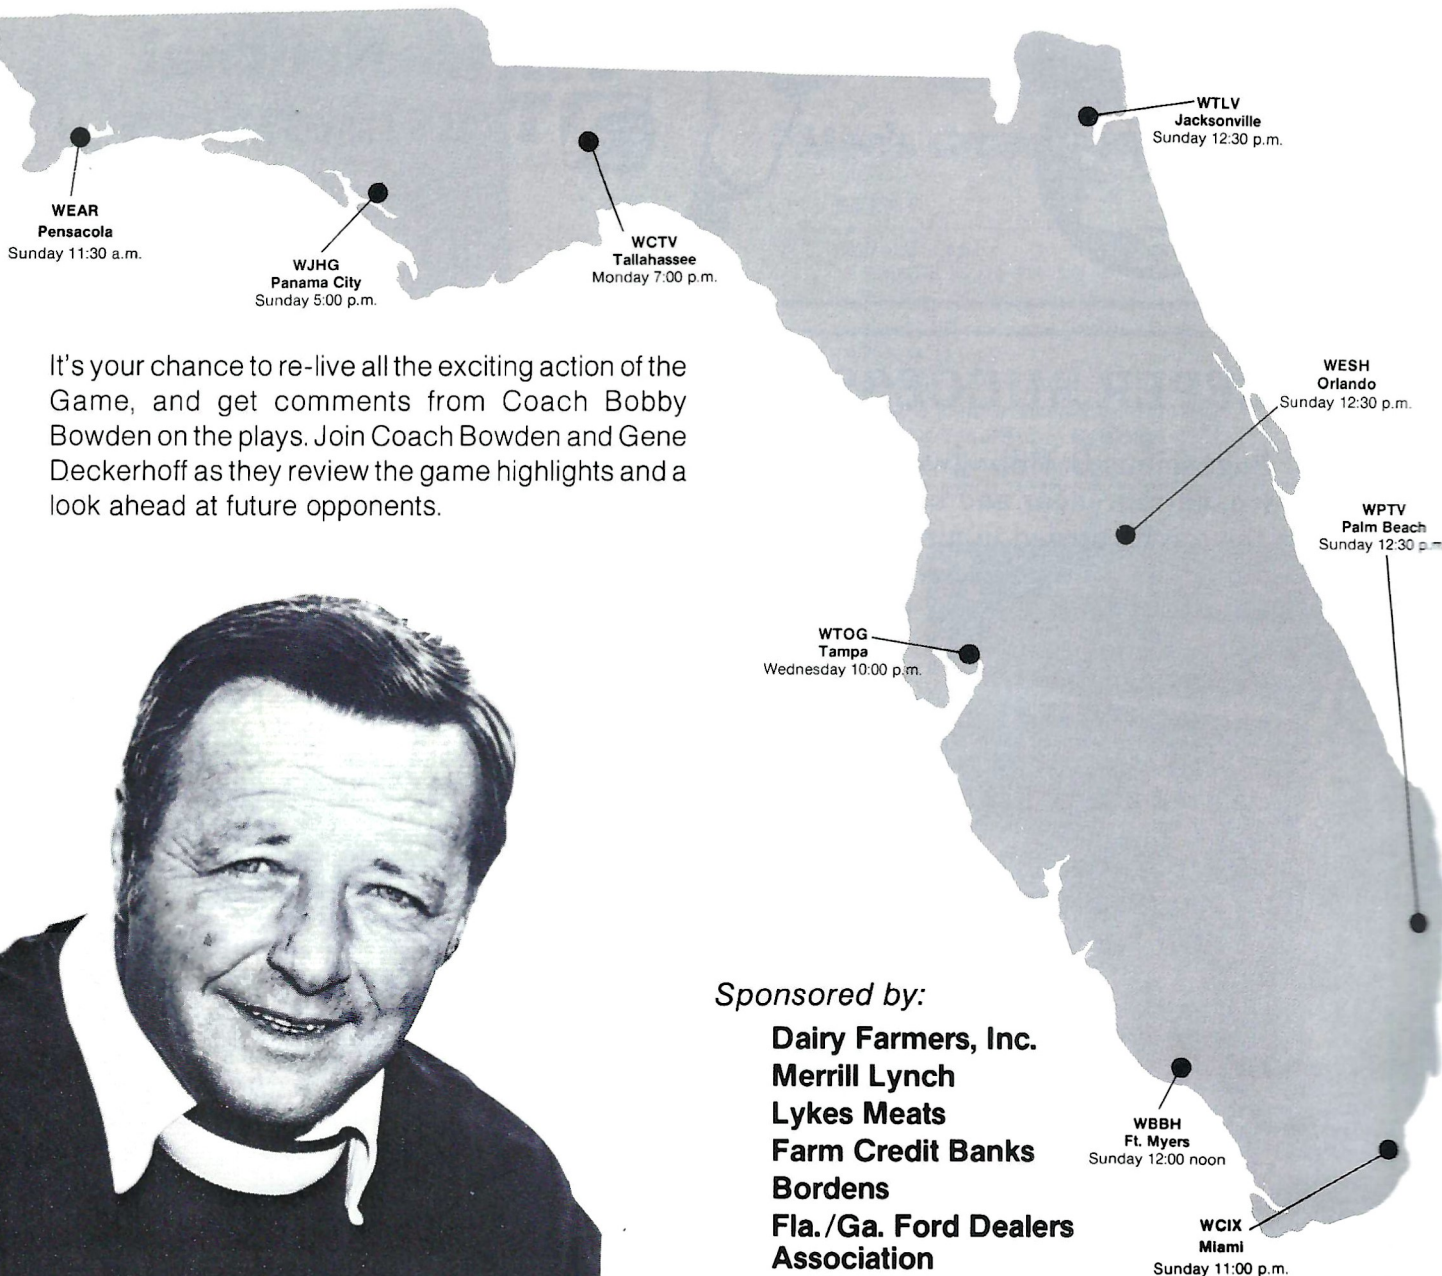 WTLV
Jacksonville
Sunday 12:30 p.m.
WEAR
Pensacola
Sunday 11:30 a.m.
WJHG
Panama City
Sunday 5:00 p.m.
WCTV
Tallahassee
Monday 7:00 p.m.
It's your chance to re-live all the exciting action of the
Game, and get comments from Coach Bobby
Bowden on the plays. Join Coach Bowden and Gene
Deckerhoff as they review the game highlights and a
look ahead at future opponents.
WESH
Orlando
Sunday 12:30 p.m.
WPTV
Palm Beach
Sunday 12:30 p.m
WTOG
Tampa
Wednesday 10:00 p.m.
Sponsored by:
Dairy Farmers, Inc.
Merrill Lynch
Lykes Meats
Farm Credit Banks
Bordens
Fla./Ga. Ford Dealers
Association
WBBH
Ft. Myers
Sunday 12:00 noon
WCIX
Miami
Sunday 11:00 p.m.